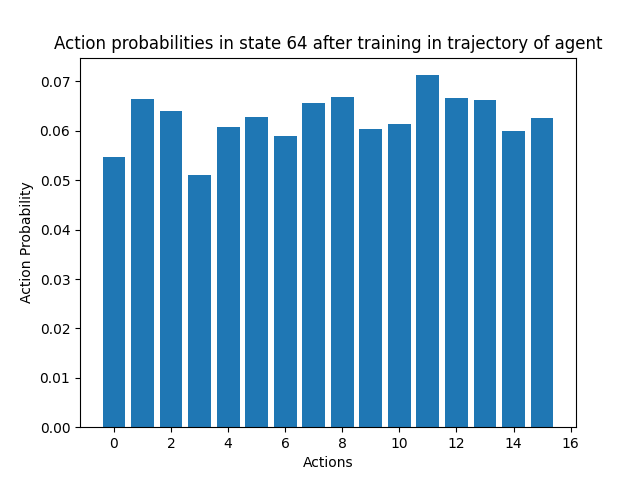 Action probabilities in state 64 after training in trajectory of agent
0.07
0.06
0.05
0.04
0.03
0.02
0.01
0.00
Action Probability
0 2 4 6 8 10 12 14 16
Actions